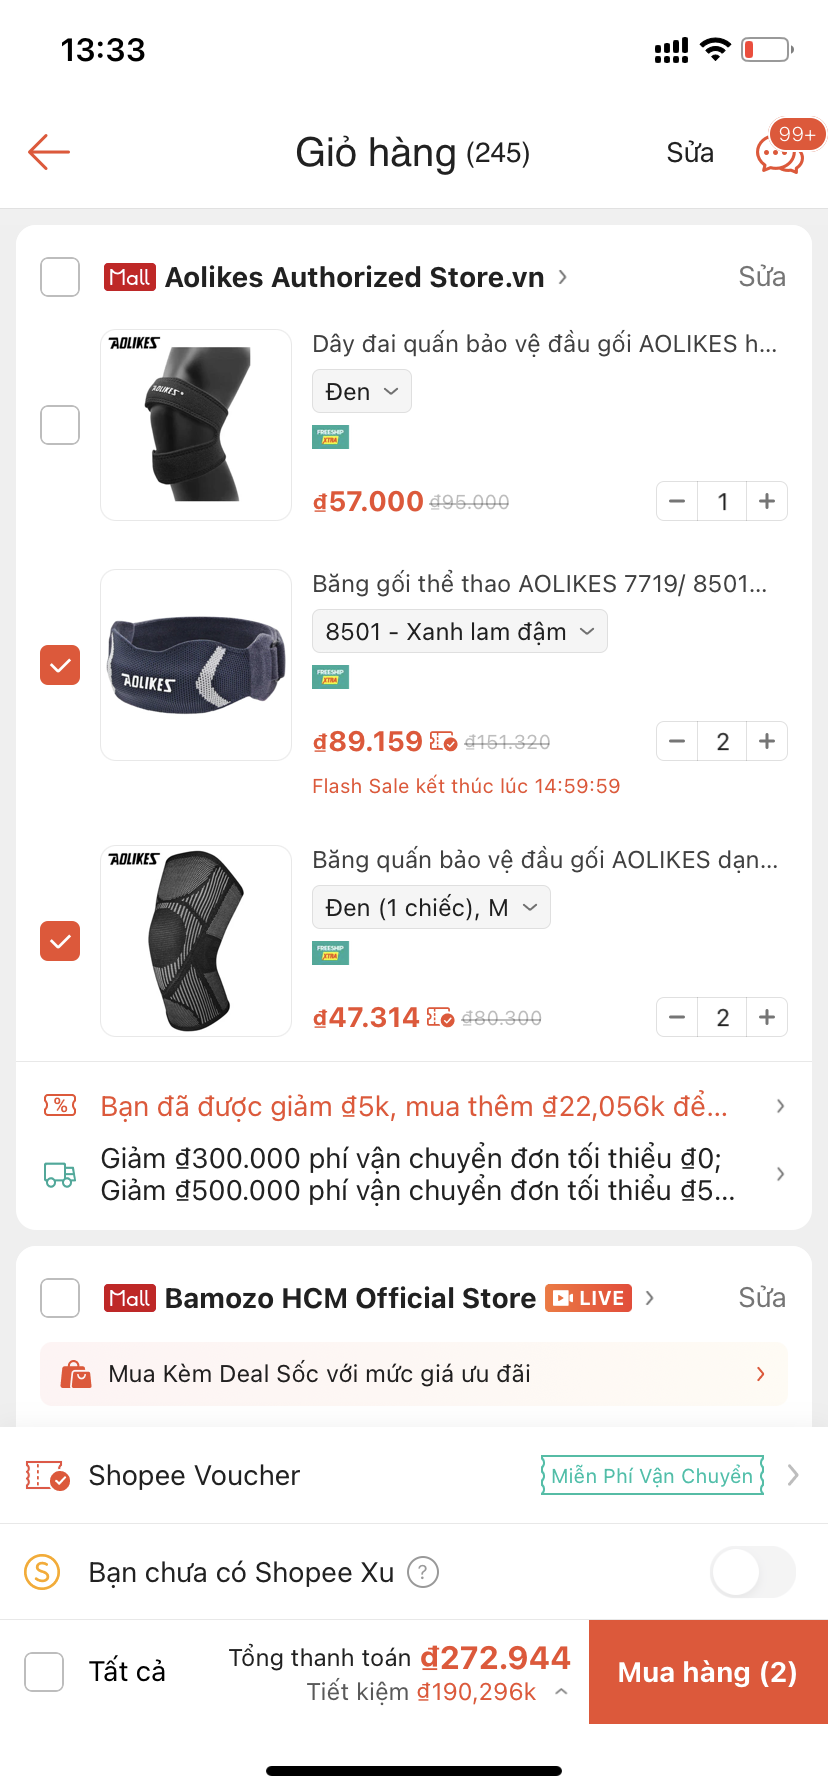 13:33
Giỏ hàng (245)
Sửa
99+
Mall Aolikes Authorized Store.vn
Sửa
AOLIKES
AOLIKES
Dây đai quấn bảo vệ đầu gối AOLIKES h...
Đen
FREESHIP
XTRA
₫57.000 ₫95.000
1
AOLIKES
Băng gối thể thao AOLIKES 7719/ 8501...
8501 - Xanh lam đậm
FREESHIP
XTRA
₫89.159 ₫151.320
2
Flash Sale kết thúc lúc 14:59:59
AOLIKES
Băng quấn bảo vệ đầu gối AOLIKES dạn...
Đen (1 chiếc), M
FREESHIP
XTRA
₫47.314 ₫80.300
2
Bạn đã được giảm ₫5k, mua thêm ₫22,056k để...
Giảm ₫300.000 phí vận chuyển đơn tối thiểu ₫0;
Giảm ₫500.000 phí vận chuyển đơn tối thiểu ₫5...
Mall Bamozo HCM Official Store LIVE
Sửa
Mua Kèm Deal Sốc với mức giá ưu đãi
Shopee Voucher
Miễn Phí Vận Chuyển
Bạn chưa có Shopee Xu ?
Tất cả
Tổng thanh toán ₫272.944
Tiết kiệm ₫190,296k
Mua hàng (2)